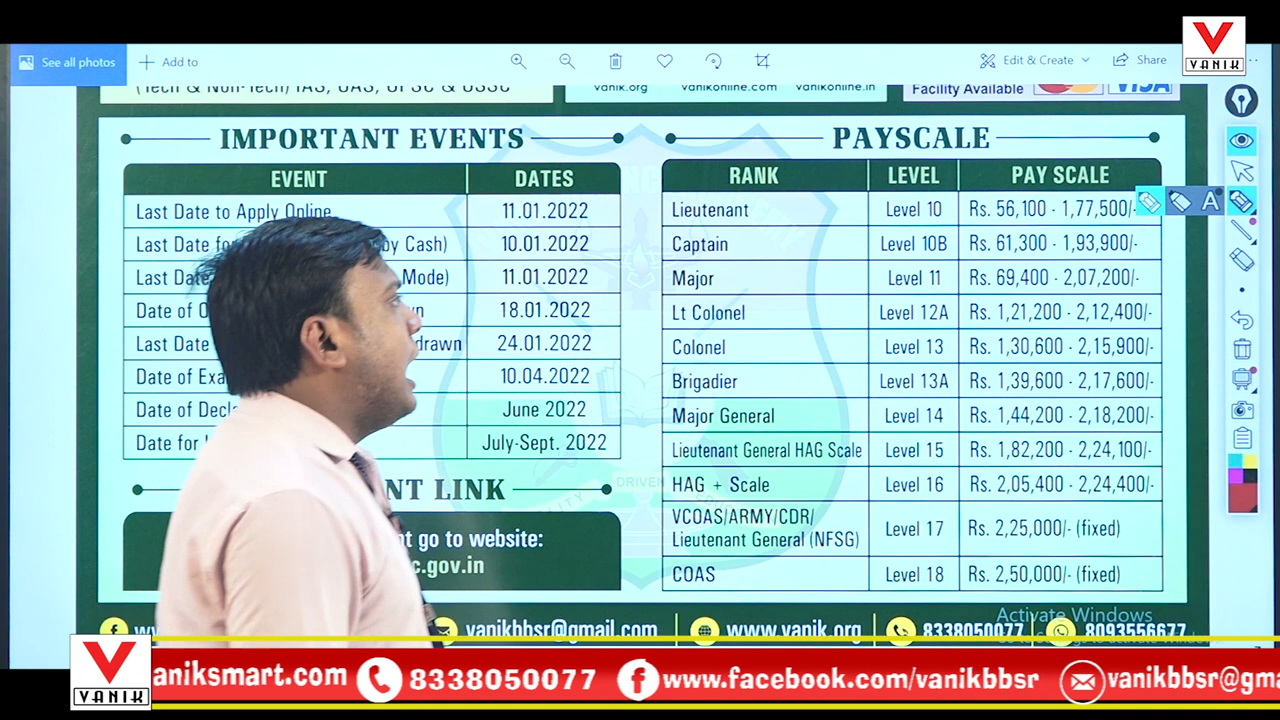 VANIK
See all photos
Add to
Edit & Create
Share
(Tech & Non-Tech) IAS, OAS, UPSC & OSSC
vanik.org vanikonline.com vanikonline.in
Facility Available VISA
IMPORTANT EVENTS
EVENT DATES
Last Date to Apply Online 11.01.2022
Last Date for by Cash) 10.01.2022
Last Date Mode) 11.01.2022
Date of 18.01.2022
Last Date drawn 24.01.2022
Date of Exa 10.04.2022
Date of Decla June 2022
Date for July-Sept. 2022
NT LINK
nt go to website:
c.gov.in
PAYSCALE
RANK LEVEL PAY SCALE
Lieutenant Level 10 Rs. 56,100 - 1,77,500/-
Captain Level 10B Rs. 61,300 - 1,93,900/-
Major Level 11 Rs. 69,400 - 2,07,200/-
Lt Colonel Level 12A Rs. 1,21,200 - 2,12,400/-
Colonel Level 13 Rs. 1,30,600 - 2,15,900/-
Brigadier Level 13A Rs. 1,39,600 - 2,17,600/-
Major General Level 14 Rs. 1,44,200 - 2,18,200/-
Lieutenant General HAG Scale Level 15 Rs. 1,82,200 - 2,24,100/-
HAG + Scale Level 16 Rs. 2,05,400 - 2,24,400/-
VCOAS/ARMY/CDR/
Lieutenant General (NFSG) Level 17 Rs. 2,25,000/- (fixed)
COAS Level 18 Rs. 2,50,000/- (fixed)
DRIVEN
A
Activate Windows
vanikbbsr@gmail.com www.vanik.org 8338050077 8093556677
VANIK
vaniksmart.com 8338050077 www.facebook.com/vanikbbsr vanikbbsr@gma